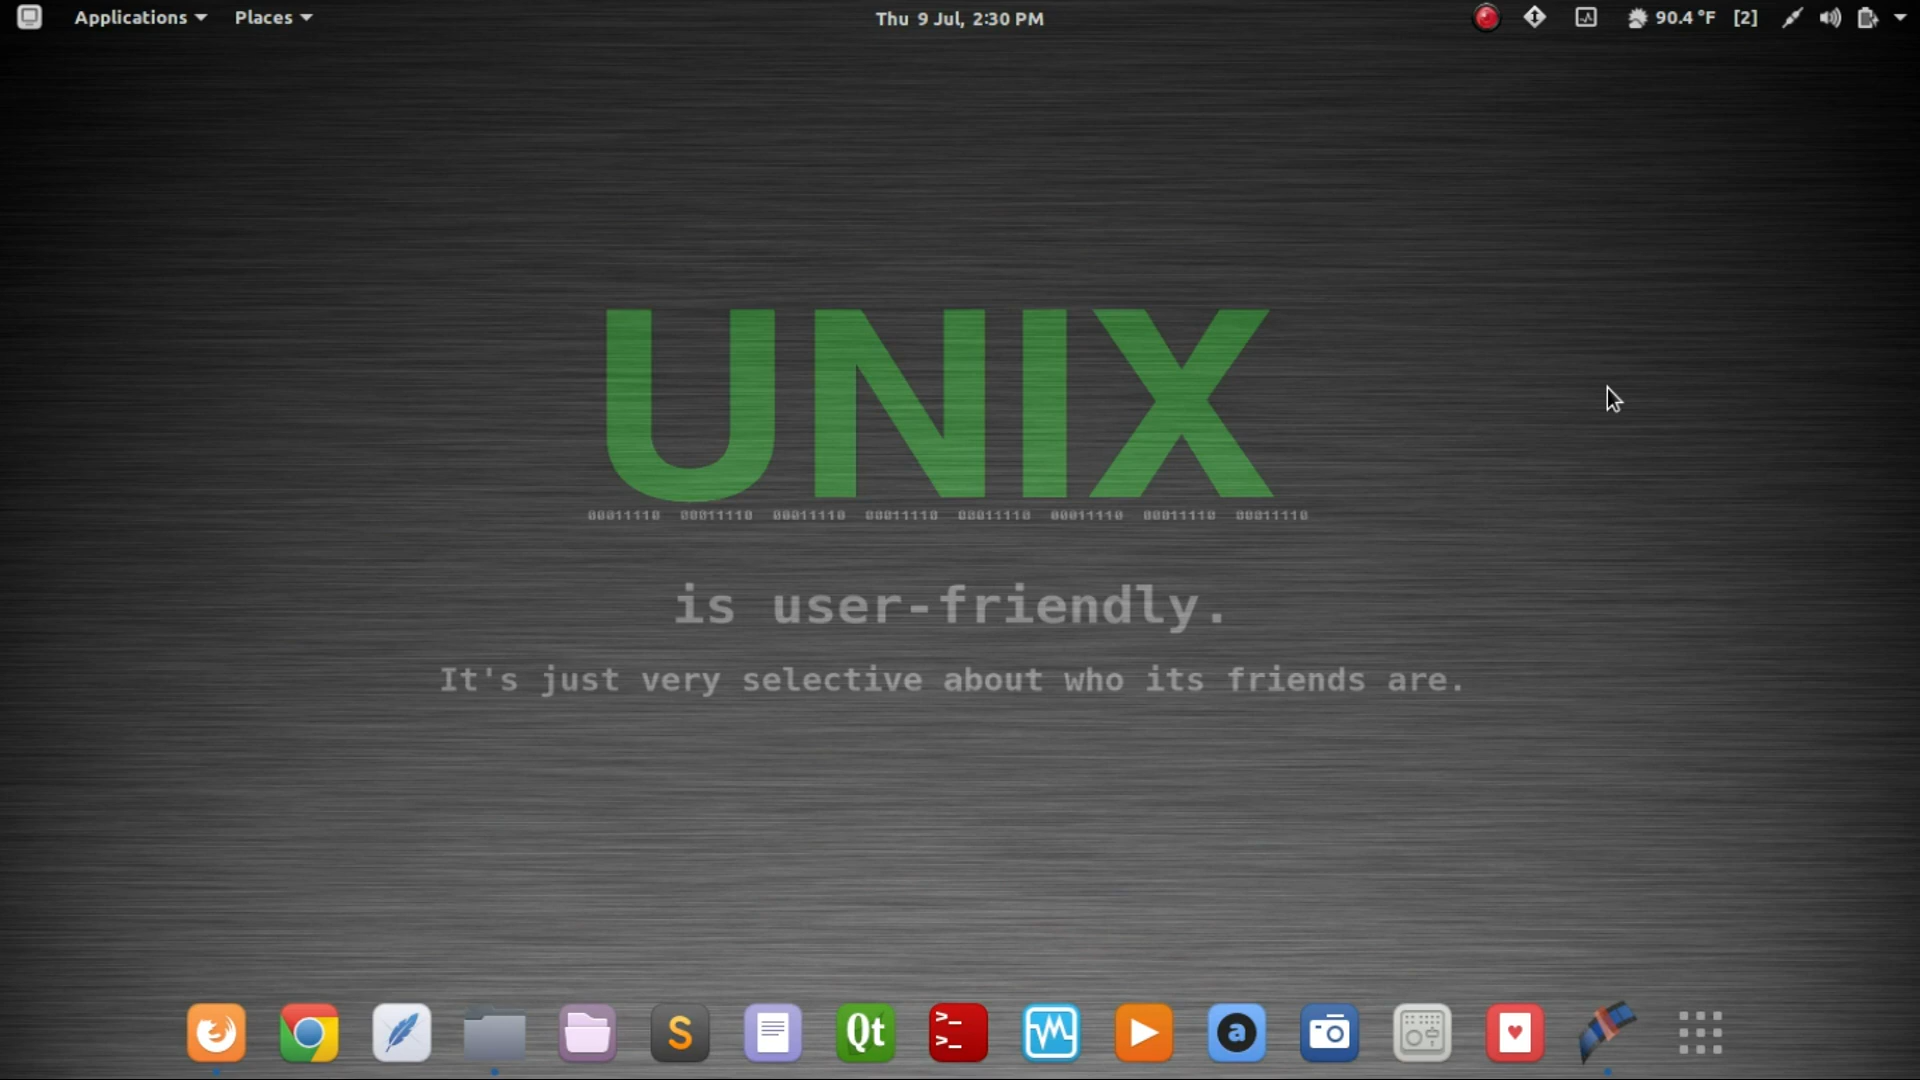 Applications Places Thu 9 Jul, 2:30 PM 90.4 °F [2]
UNIX
00011110 00011110 00011110 00011110 00011110 00011110 00011110 00011110
is user-friendly.
It's just very selective about who its friends are.
S Qt >_ >_ a